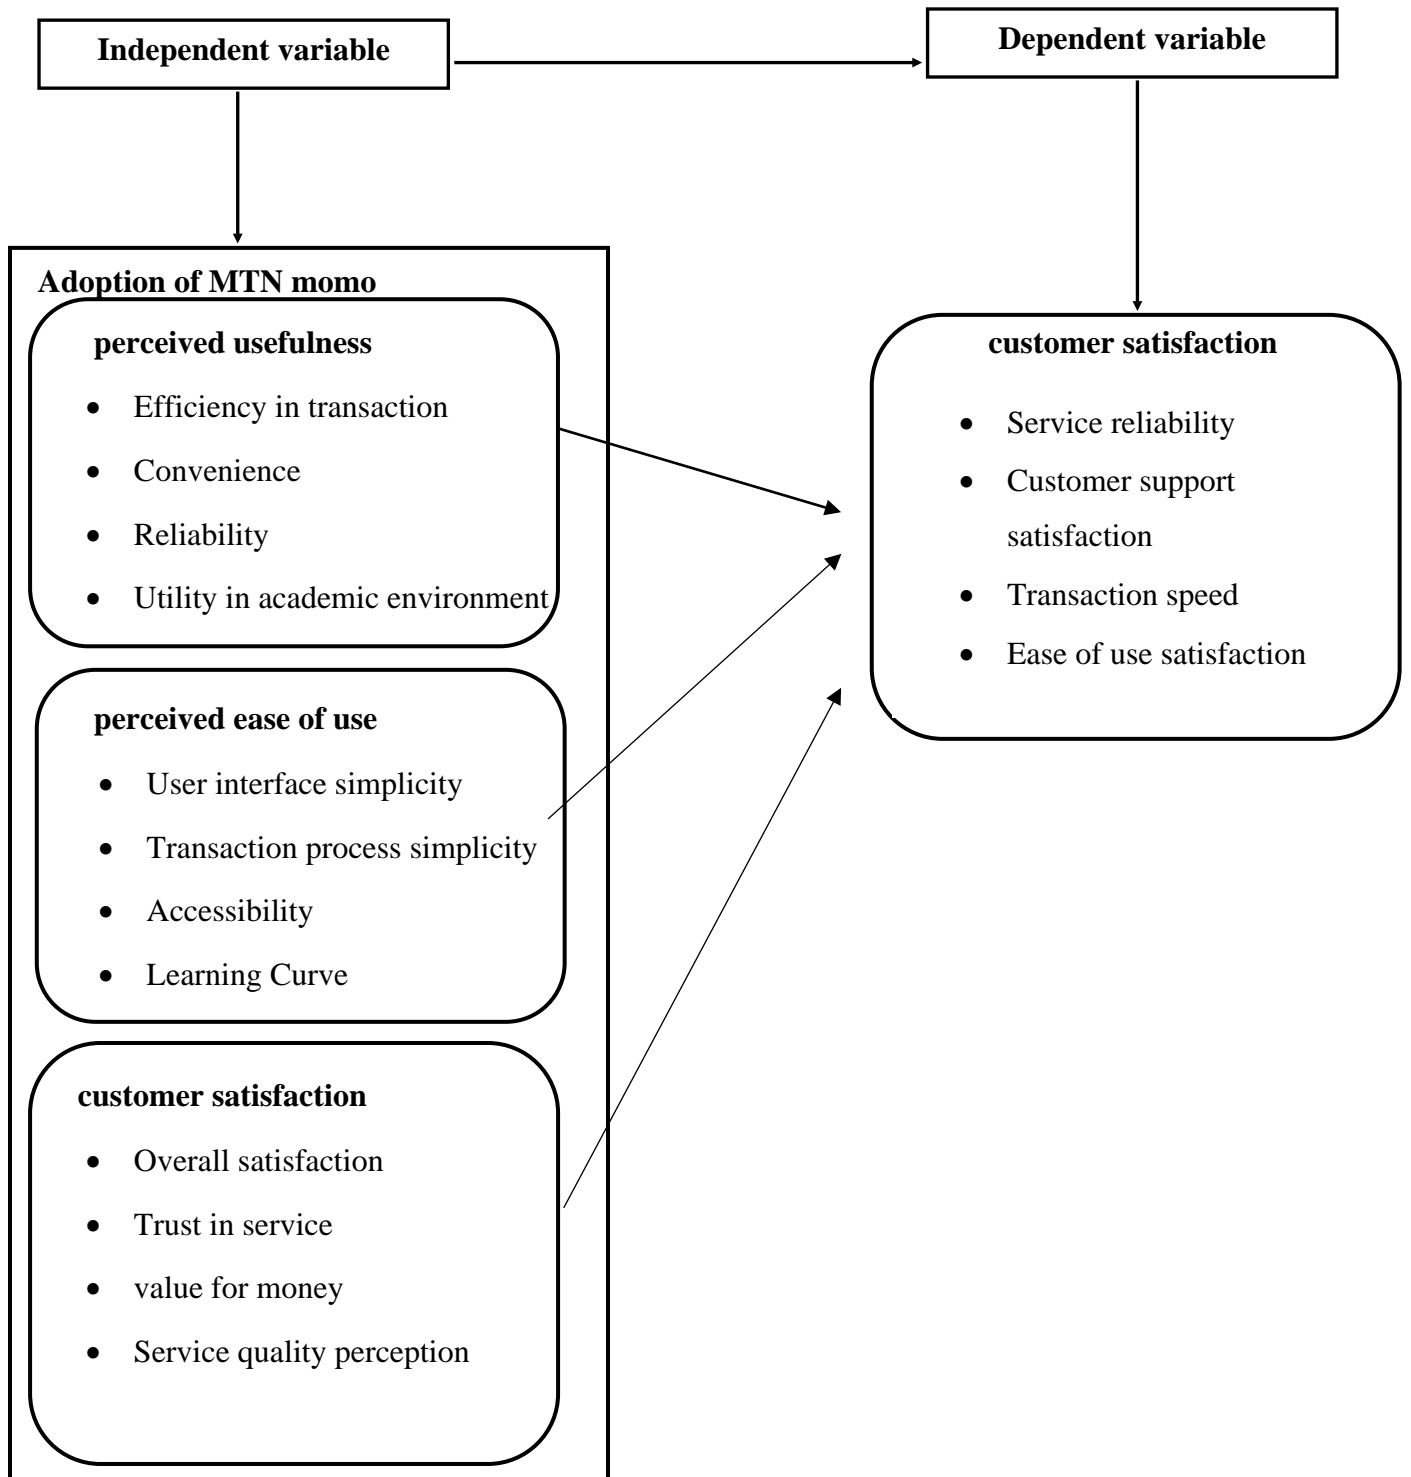 Independent variable
Dependent variable
Adoption of MTN momo
perceived usefulness
• Efficiency in transaction
• Convenience
• Reliability
• Utility in academic environment
perceived ease of use
• User interface simplicity
• Transaction process simplicity
• Accessibility
• Learning Curve
customer satisfaction
• Overall satisfaction
• Trust in service
• value for money
• Service quality perception
customer satisfaction
• Service reliability
• Customer support
satisfaction
• Transaction speed
• Ease of use satisfaction